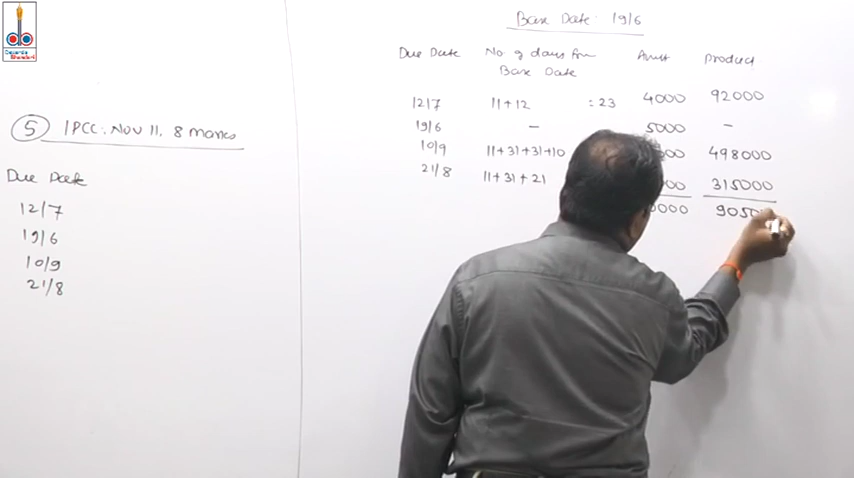 ⑤ IPCC. NOV 11. 8 marks
Due Date
12/7
19/6
10/9
21/8
Base Date: 19/6
Due Date No. of days from Base Date Amt Product
12/7 11+12 : 23 4000 92000
19/6 – 5000 –
10/9 11+31+31+10 498000
21/8 11+31+21 315000